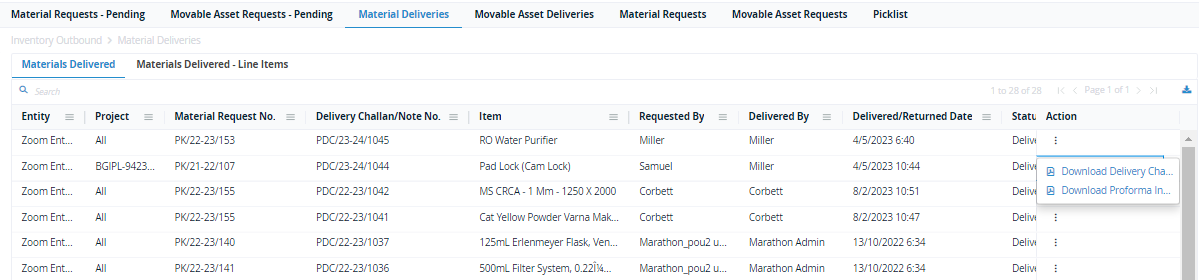 Material Requests - Pending Movable Asset Requests - Pending Material Deliveries Movable Asset Deliveries Material Requests Movable Asset Requests Picklist
Inventory Outbound > Material Deliveries
Materials Delivered Materials Delivered - Line Items
Search 1 to 28 of 28 Page 1 of 1
Entity Project Material Request No. Delivery Challan/Note No. Item Requested By Delivered By Delivered/Returned Date Statu Action
Zoom Ent... All PK/22-23/153 PDC/23-24/1045 RO Water Purifier Miller Miller 4/5/2023 6:40 Delive
Zoom Ent... BGIPL-9423... PK/21-22/107 PDC/23-24/1044 Pad Lock (Cam Lock) Samuel Miller 4/5/2023 10:44 Delive Download Delivery Cha...
Zoom Ent... All PK/22-23/155 PDC/22-23/1042 MS CRCA - 1 Mm - 1250 X 2000 Corbett Corbett 8/2/2023 10:51 Delive Download Proforma In...
Zoom Ent... All PK/22-23/155 PDC/22-23/1041 Cat Yellow Powder Varna Mak... Corbett Corbett 8/2/2023 10:47 Delive
Zoom Ent... All PK/22-23/140 PDC/22-23/1037 125mL Erlenmeyer Flask, Ven... Marathon_pou2 u... Marathon Admin 13/10/2022 6:34 Delive
Zoom Ent... All PK/22-23/141 PDC/22-23/1036 500mL Filter System, 0.22Î¼... Marathon_pou2 u... Marathon Admin 13/10/2022 6:34 Delive